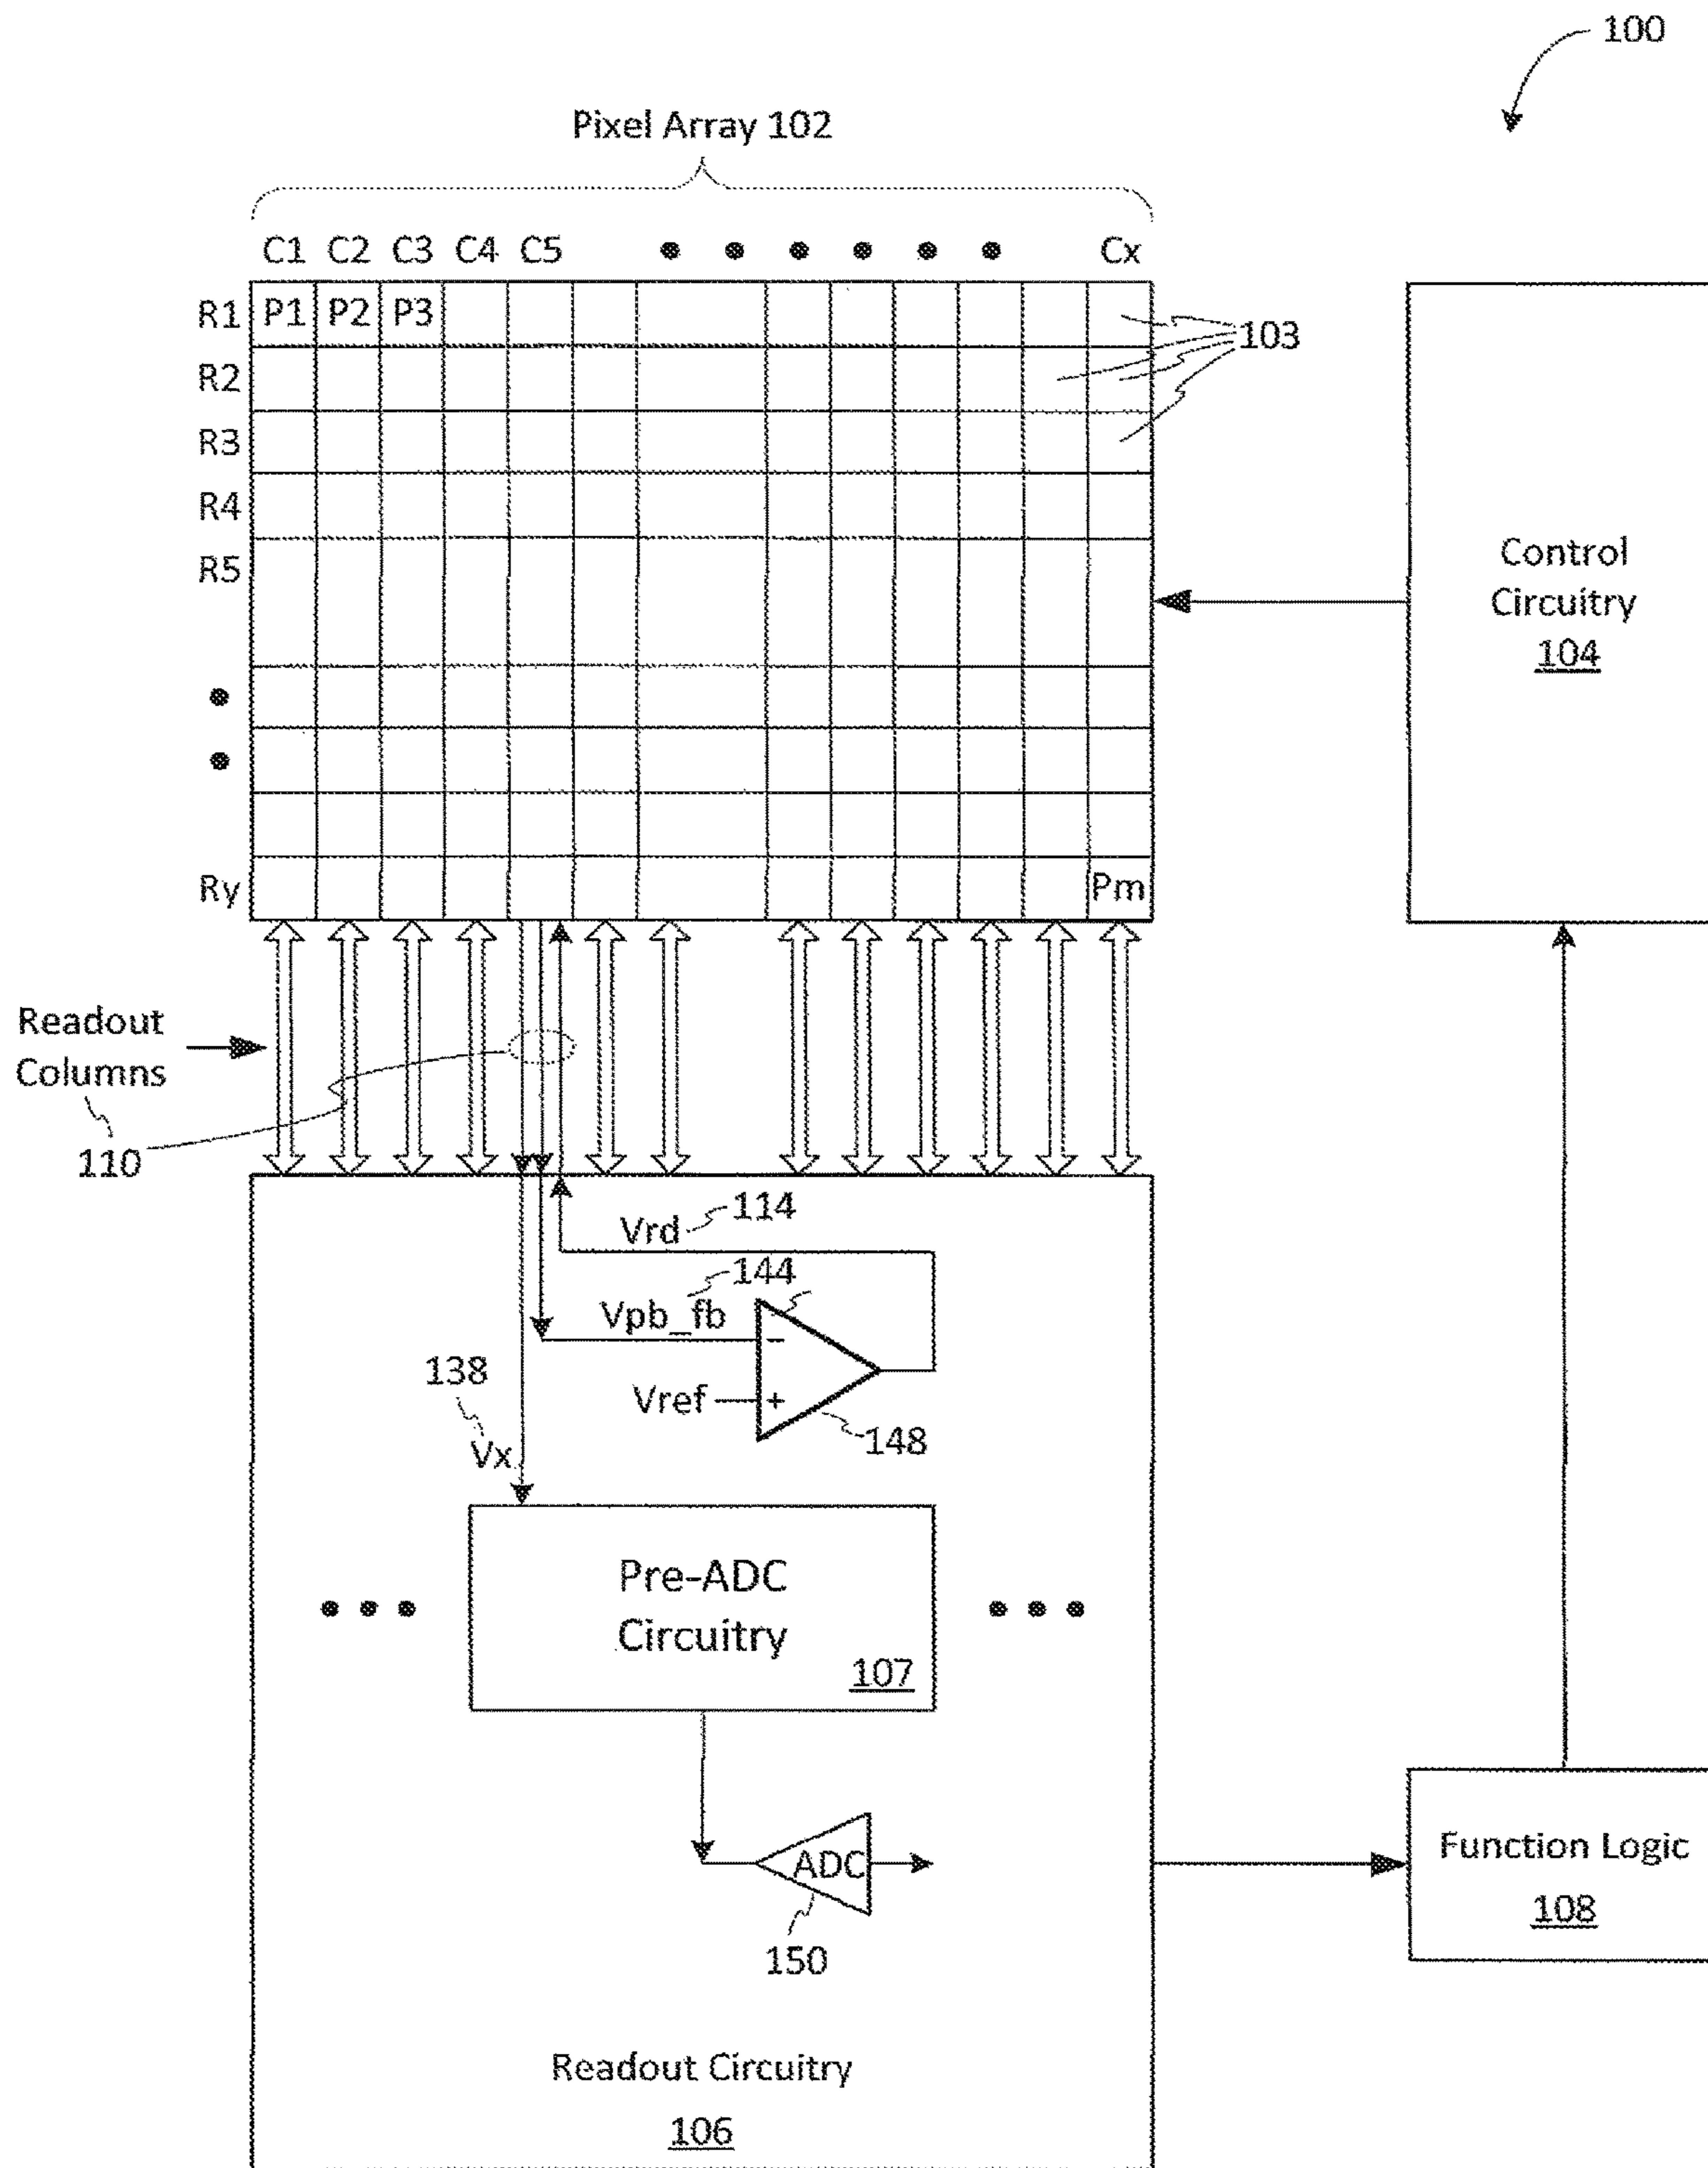 100
Pixel Array 102
C1 C2 C3 C4 C5 Cx
R1 P1 P2 P3
103
R2
R3
R4
R5
Ry Pm
Control
Circuitry
104
Readout
Columns
110
Vrd 114
144
Vpb_fb
−
138
Vref +
148
Vx
Pre-ADC
Circuitry
107
ADC
150
Function Logic
108
Readout Circuitry
106